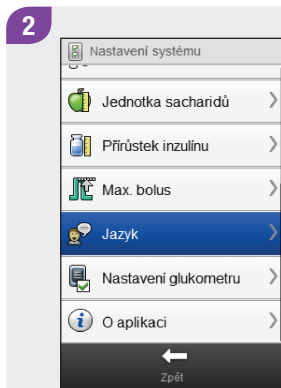 2
Nastavení systému
Jednotka sacharidů
Přírůstek inzulínu
Max. bolus
Jazyk
Nastavení glukometru
O aplikaci
Zpět